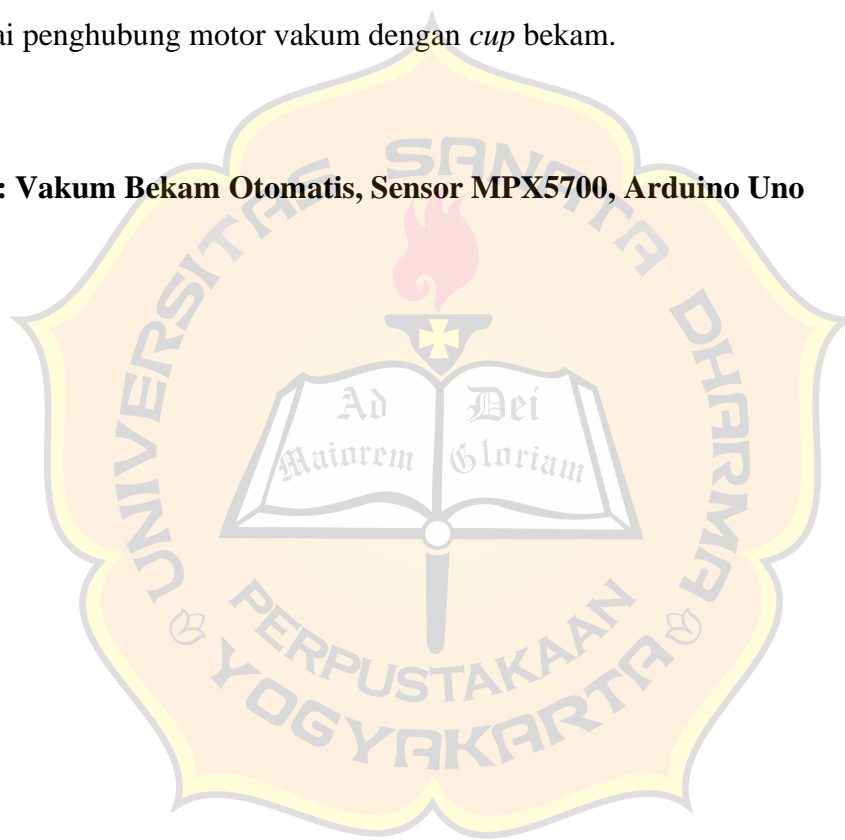 ai penghubung motor vakum dengan cup bekam.
: Vakum Bekam Otomatis, Sensor MPX5700, Arduino Uno
UNIVERSITAS SANATA DHARMA
Ad Dei
Maiorem Gloriam
PERPUSTAKAAN
YOGYAKARTA